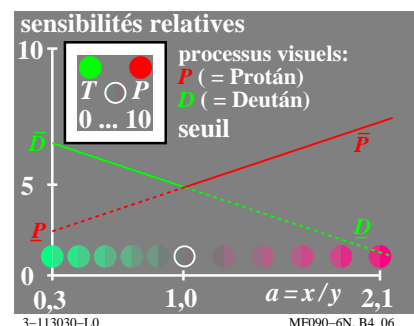 sensibilités relatives
10
processus visuels:
P ( = Protán)
D ( = Deután)
seuil
T P
0 ... 10
D̄
P̄
5
P̲
D̲
0
0,3 1,0 a = x / y 2,1
3-113030-L0 MF090-6N, B4_06